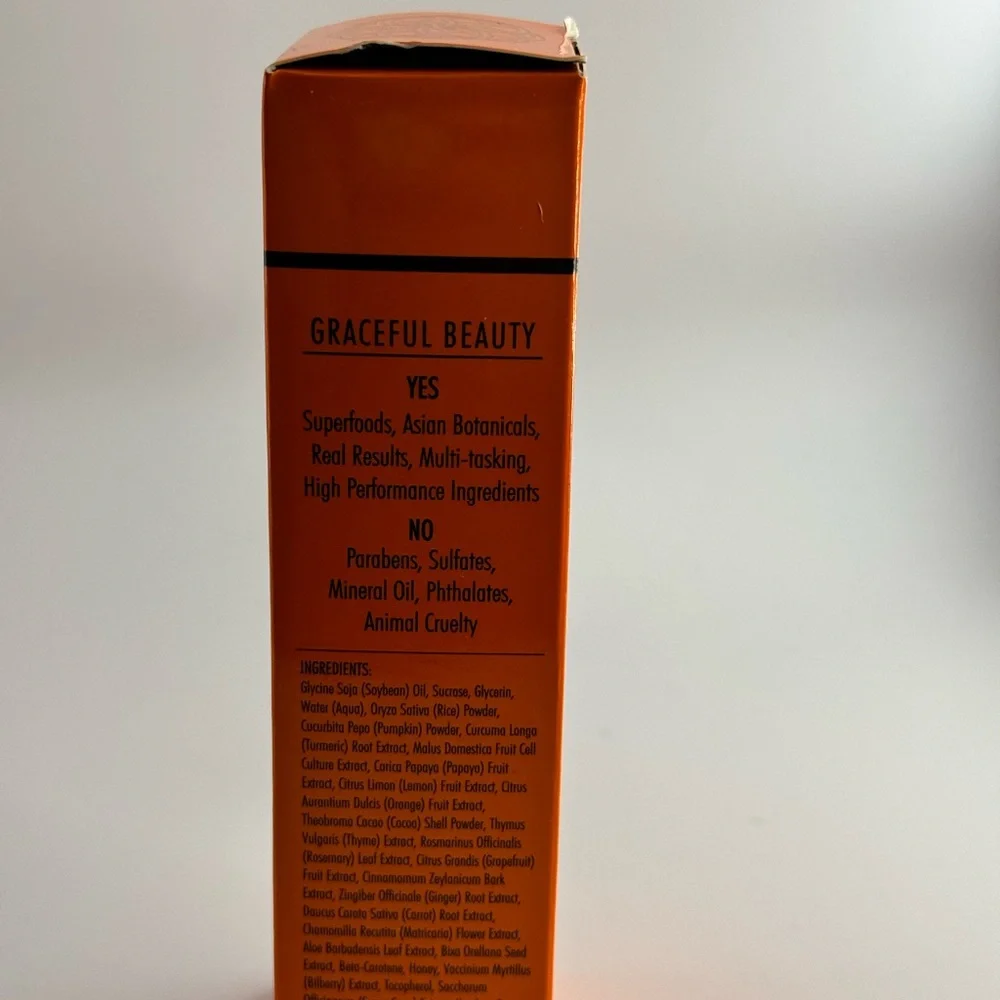 GRACEFUL BEAUTY
YES
Superfoods, Asian Botanicals,
Real Results, Multi-tasking,
High Performance Ingredients
NO
Parabens, Sulfates,
Mineral Oil, Phthalates,
Animal Cruelty
INGREDIENTS:
Glycine Soja (Soybean) Oil, Sucrose, Glycerin,
Water (Aqua), Oryza Sativa (Rice) Powder,
Cucurbita Pepo (Pumpkin) Powder, Curcuma Longa
(Turmeric) Root Extract, Malus Domestica Fruit Cell
Culture Extract, Carica Papaya (Papaya) Fruit
Extract, Citrus Limon (Lemon) Fruit Extract, Citrus
Aurantium Dulcis (Orange) Fruit Extract,
Theobroma Cacao (Cocoa) Shell Powder, Thymus
Vulgaris (Thyme) Extract, Rosmarinus Officinalis
(Rosemary) Leaf Extract, Citrus Grandis (Grapefruit)
Fruit Extract, Cinnamomum Zeylanicum Bark
Extract, Zingiber Officinale (Ginger) Root Extract,
Daucus Carota Sativa (Carrot) Root Extract,
Chamomilla Recutita (Matricaria) Flower Extract,
Aloe Barbadensis Leaf Extract, Bixa Orellana Seed
Extract, Beta-Carotene, Honey, Vaccinium Myrtillus
(Bilberry) Extract, Tocopherol, Saccharum